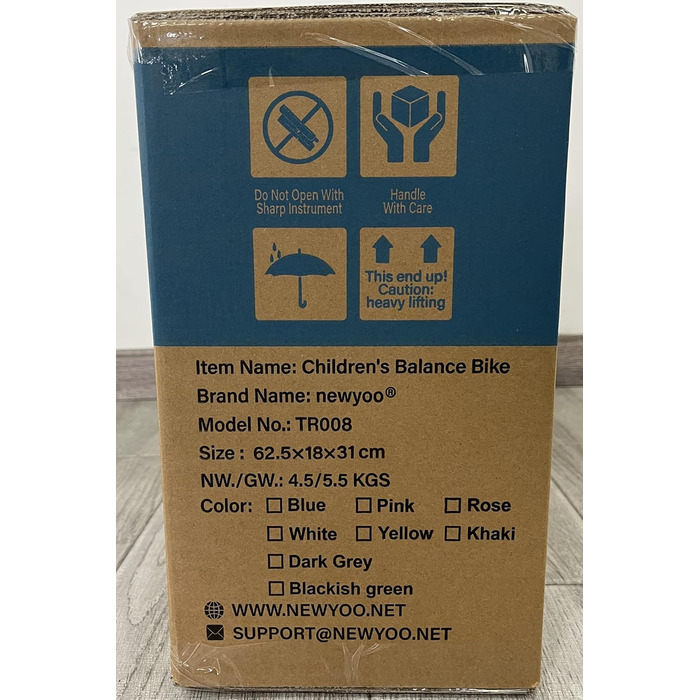 Do Not Open With
Sharp Instrument
Handle
With Care
This end up!
Caution:
heavy lifting
Item Name: Children's Balance Bike
Brand Name: newyoo®
Model No.: TR008
Size : 62.5×18×31cm
NW./GW.: 4.5/5.5 KGS
Color: Blue Pink Rose
White Yellow Khaki
Dark Grey
Blackish green
WWW.NEWYOO.NET
SUPPORT@NEWYOO.NET